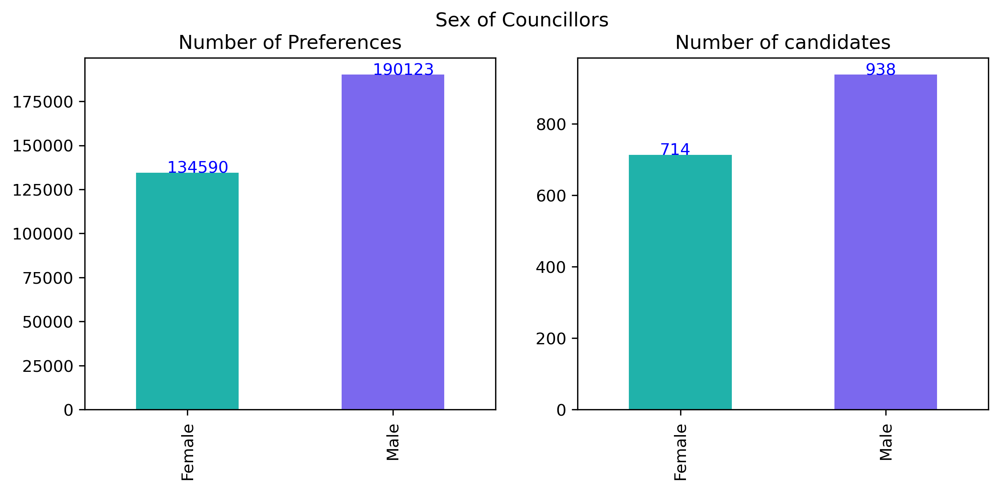 Sex of Councillors
Number of Preferences
190123
175000
150000
134590
125000
100000
75000
50000
25000
0
Female
Male
Number of candidates
938
800
714
600
400
200
0
Female
Male